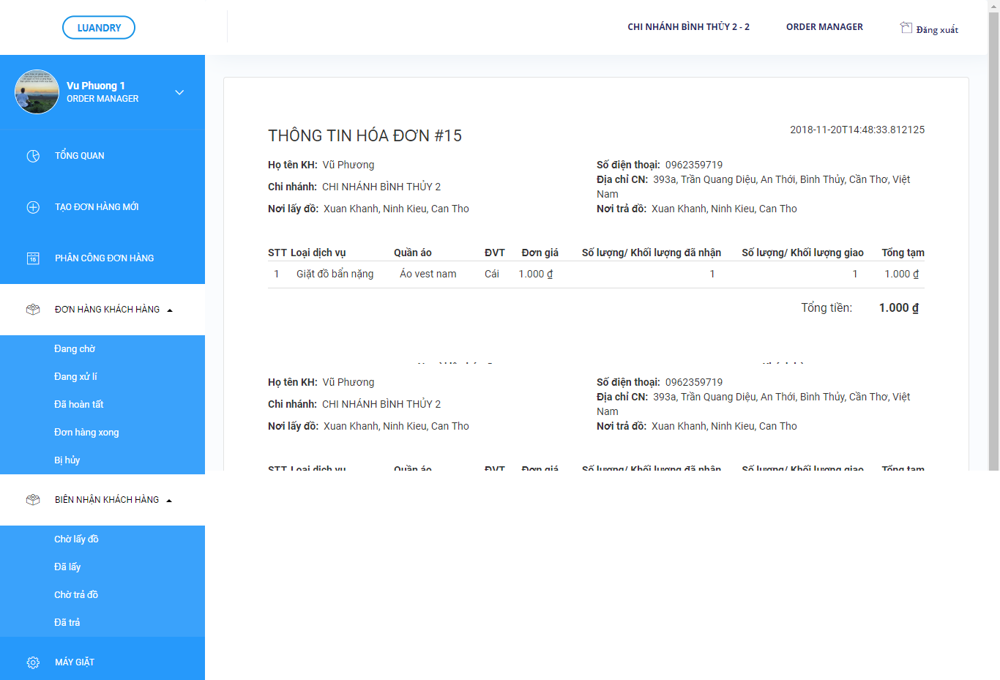 LUANDRY
CHI NHÁNH BÌNH THỦY 2 - 2
ORDER MANAGER
Đăng xuất
Vu Phuong 1
ORDER MANAGER
TỔNG QUAN
TẠO ĐƠN HÀNG MỚI
PHÂN CÔNG ĐƠN HÀNG
ĐƠN HÀNG KHÁCH HÀNG
Đang chờ
Đang xử lí
Đã hoàn tất
Đơn hàng xong
Bị hủy
BIÊN NHẬN KHÁCH HÀNG
Chờ lấy đồ
Đã lấy
Chờ trả đồ
Đã trả
MÁY GIẶT
THÔNG TIN HÓA ĐƠN #15
2018-11-20T14:48:33.812125
Họ tên KH: Vũ Phương
Số điện thoại: 0962359719
Chi nhánh: CHI NHÁNH BÌNH THỦY 2
Địa chỉ CN: 393a, Trần Quang Diệu, An Thới, Bình Thủy, Cần Thơ, Việt
Nam
Nơi lấy đồ: Xuan Khanh, Ninh Kieu, Can Tho
Nơi trả đồ: Xuan Khanh, Ninh Kieu, Can Tho
STT Loại dịch vụ Quần áo ĐVT Đơn giá Số lượng/ Khối lượng đã nhận Số lượng/ Khối lượng giao Tổng tạm
1 Giặt đồ bẩn nặng Áo vest nam Cái 1.000 ₫ 1 1 1.000 ₫
Tổng tiền: 1.000 ₫
Họ tên KH: Vũ Phương
Số điện thoại: 0962359719
Chi nhánh: CHI NHÁNH BÌNH THỦY 2
Địa chỉ CN: 393a, Trần Quang Diệu, An Thới, Bình Thủy, Cần Thơ, Việt
Nam
Nơi lấy đồ: Xuan Khanh, Ninh Kieu, Can Tho
Nơi trả đồ: Xuan Khanh, Ninh Kieu, Can Tho
STT Loại dịch vụ Quần áo ĐVT Đơn giá Số lượng/ Khối lượng đã nhận Số lượng/ Khối lượng giao Tổng tạm